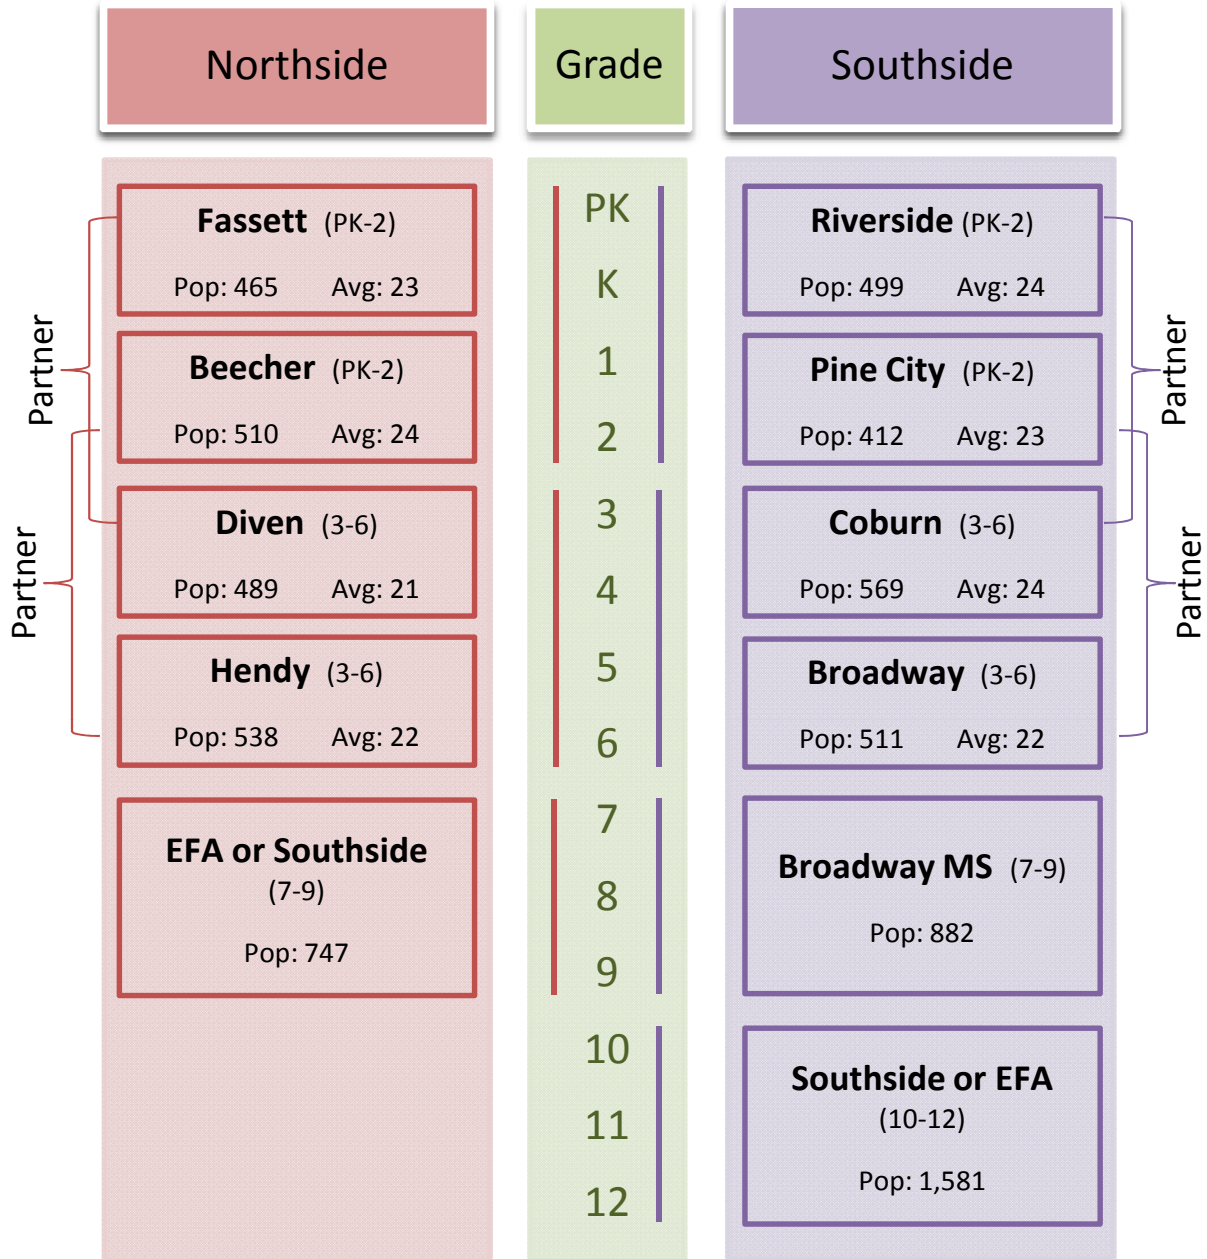 Northside
Grade
Southside
Partner
Partner
Fassett (PK-2)
Pop: 465 Avg: 23
Beecher (PK-2)
Pop: 510 Avg: 24
Diven (3-6)
Pop: 489 Avg: 21
Hendy (3-6)
Pop: 538 Avg: 22
EFA or Southside
(7-9)
Pop: 747
PK
K
1
2
3
4
5
6
7
8
9
10
11
12
Riverside (PK-2)
Pop: 499 Avg: 24
Pine City (PK-2)
Pop: 412 Avg: 23
Coburn (3-6)
Pop: 569 Avg: 24
Broadway (3-6)
Pop: 511 Avg: 22
Broadway MS (7-9)
Pop: 882
Southside or EFA
(10-12)
Pop: 1,581
Partner
Partner